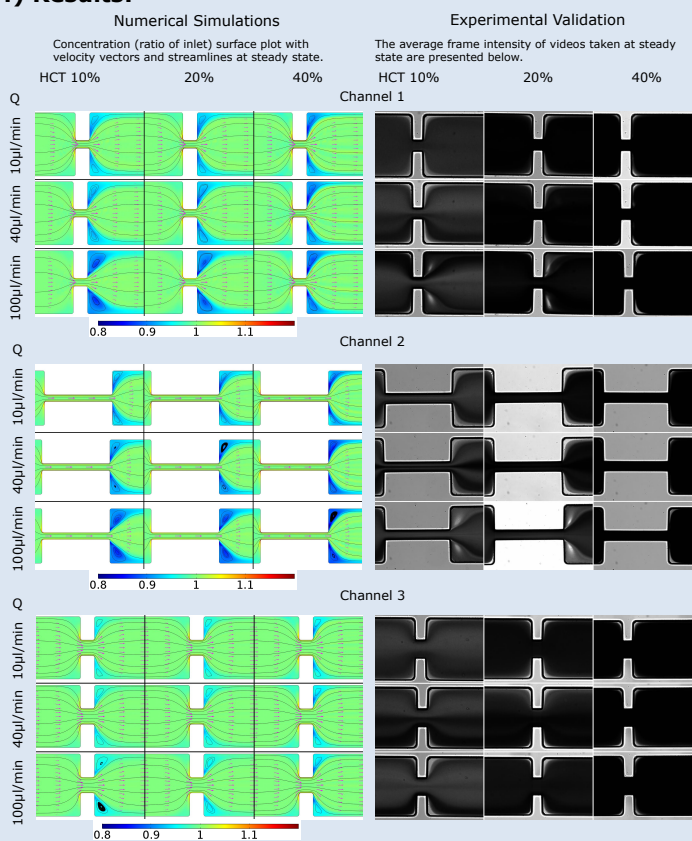 Results:
Numerical Simulations
Experimental Validation
Concentration (ratio of inlet) surface plot with
velocity vectors and streamlines at steady state.
The average frame intensity of videos taken at steady
state are presented below.
HCT 10%
20%
40%
HCT 10%
20%
40%
Q
Channel 1
10µl/min
40µl/min
100µl/min
0.8
0.9
1
1.1
Q
Channel 2
10µl/min
40µl/min
100µl/min
0.8
0.9
1
1.1
Q
Channel 3
10µl/min
40µl/min
100µl/min
0.8
0.9
1
1.1